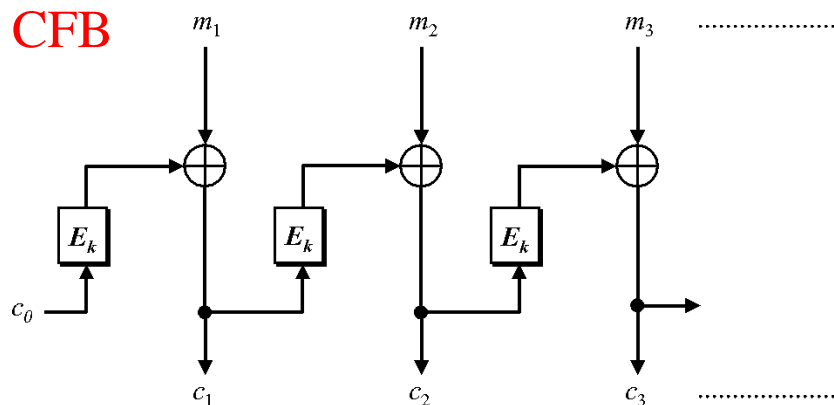 CFB
m₁ m₂ m₃ ....................
Eₖ Eₖ Eₖ
c₀
c₁ c₂ c₃ ....................